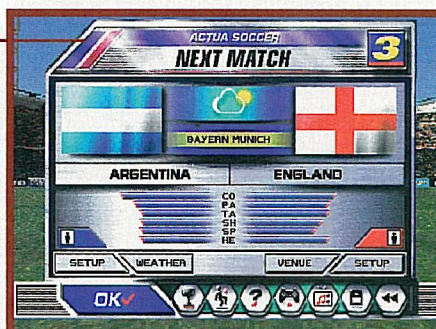 ACTUA SOCCER
NEXT MATCH
3
BAYERN MUNICH
ARGENTINA
ENGLAND
CO
PA
TA
SH
SP
HE
SETUP
WEATHER
VENUE
SETUP
OK
?